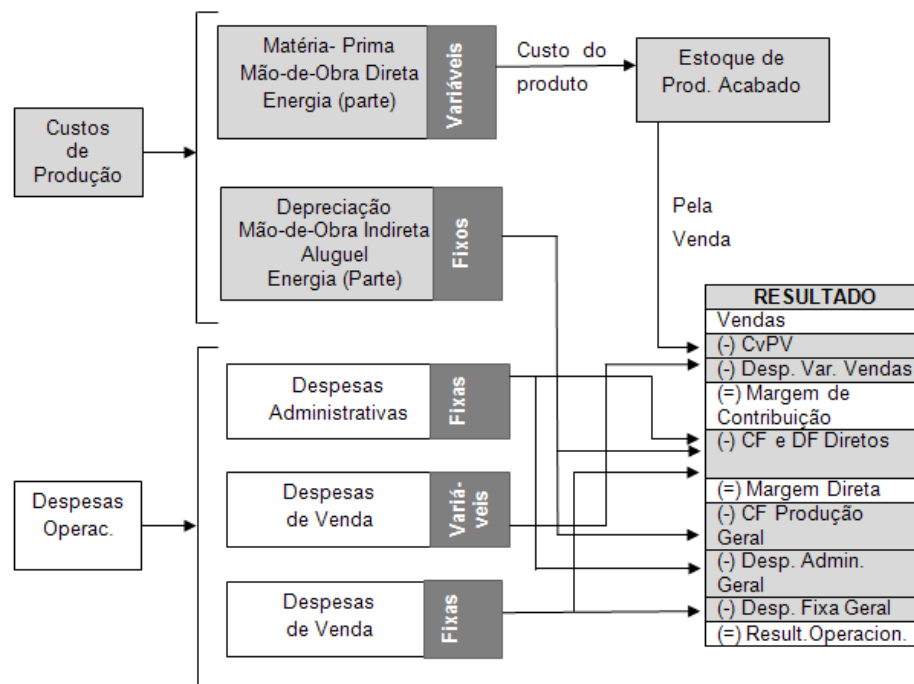 Custos
de
Produção
Matéria- Prima
Mão-de-Obra Direta
Energia (parte)
Variáveis
Custo do
produto
Estoque de
Prod. Acabado
Depreciação
Mão-de-Obra Indireta
Aluguel
Energia (Parte)
Fixos
Pela
Venda
Despesas
Operac.
Despesas
Administrativas
Fixas
Despesas
de Venda
Variá-
veis
Despesas
de Venda
Fixas
RESULTADO
Vendas
(-) CvPV
(-) Desp. Var. Vendas
(=) Margem de
Contribuição
(-) CF e DF Diretos
(=) Margem Direta
(-) CF Produção
Geral
(-) Desp. Admin.
Geral
(-) Desp. Fixa Geral
(=) Result.Operacion.